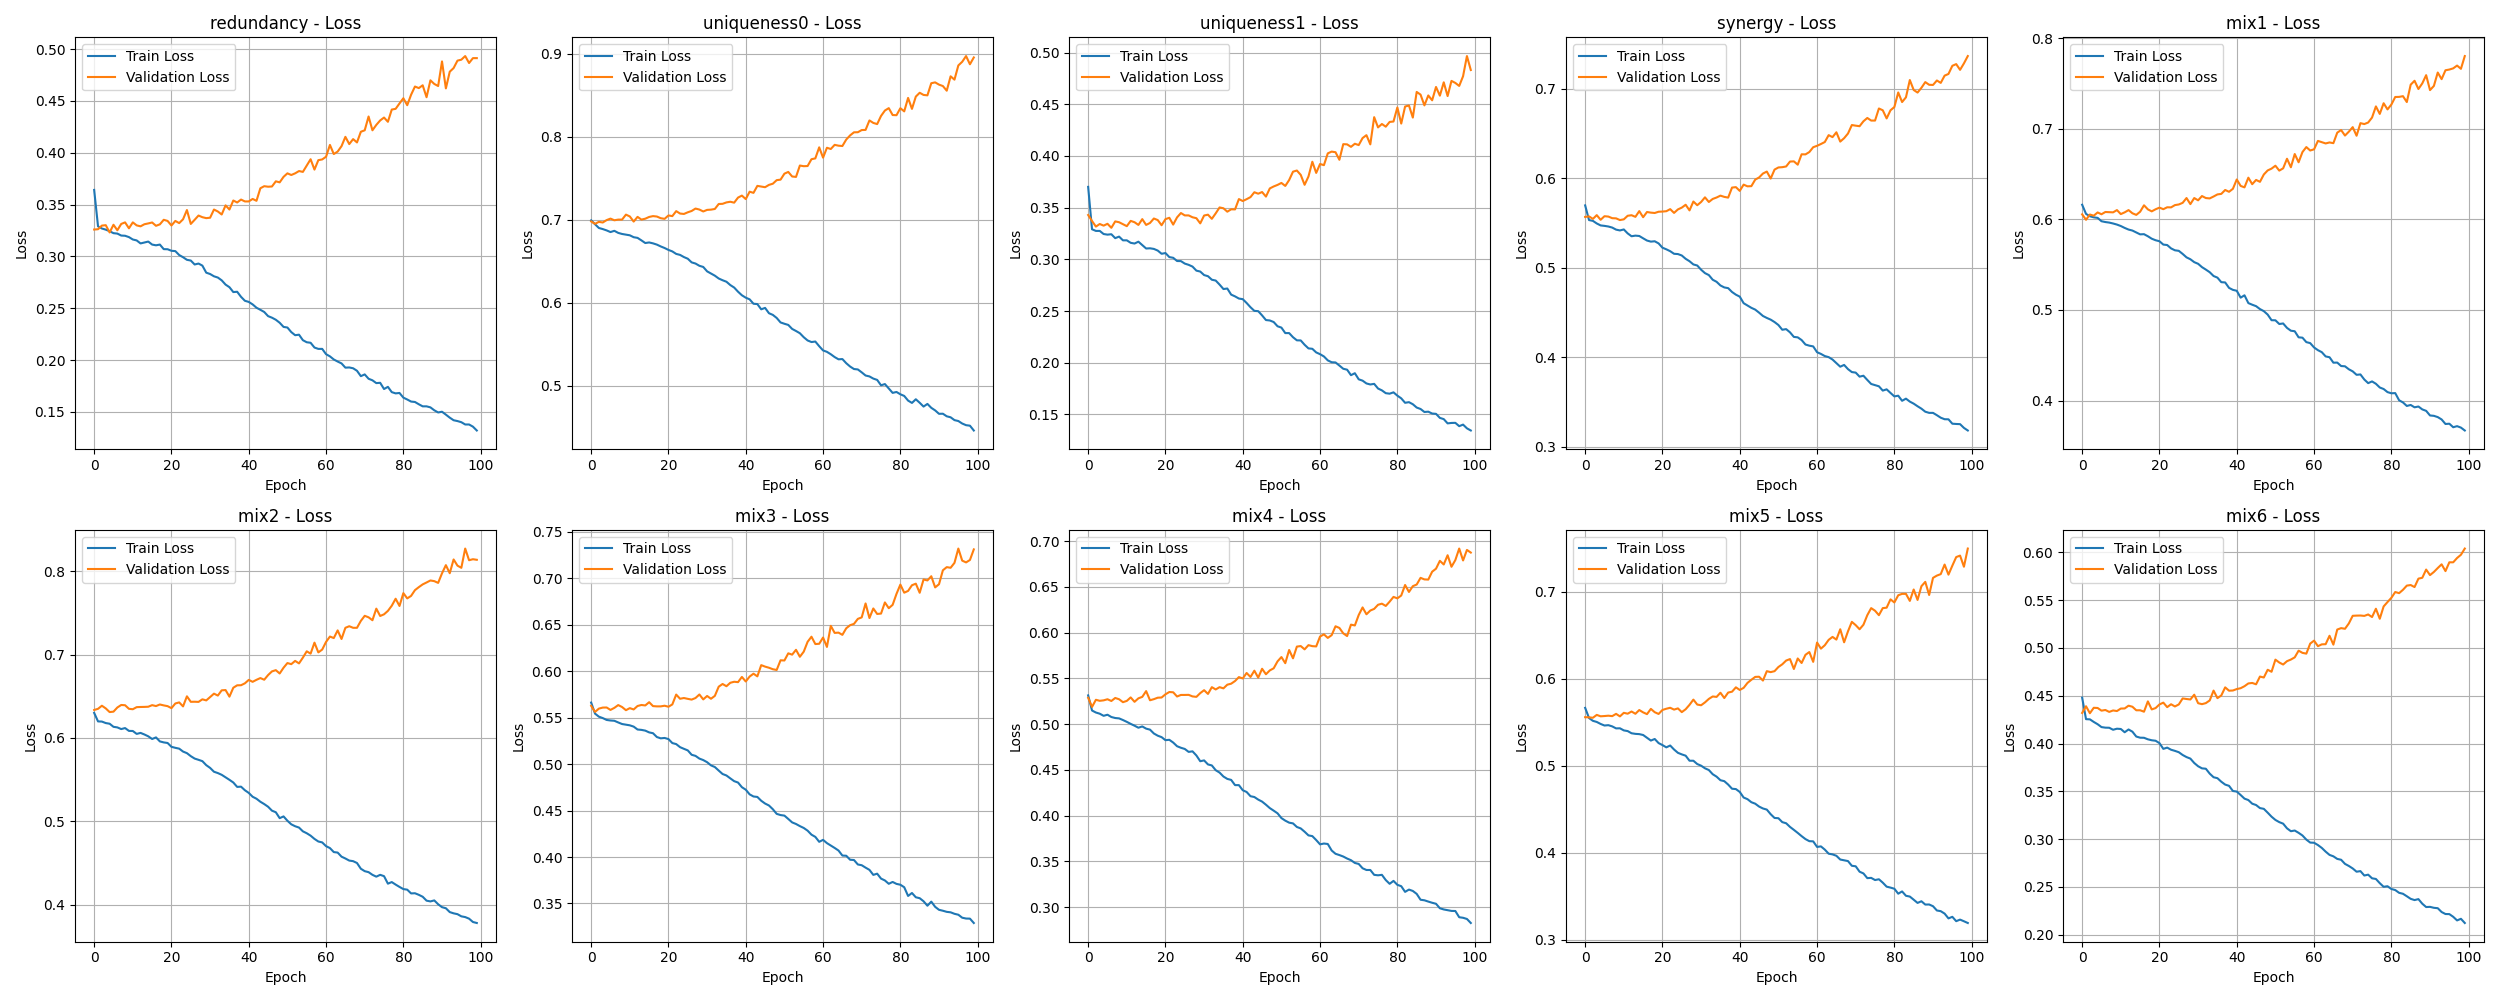 redundancy - Loss
Train Loss
Validation Loss
0.50
0.45
0.40
0.35
0.30
0.25
0.20
0.15
Loss
0 20 40 60 80 100
Epoch
uniqueness0 - Loss
Train Loss
Validation Loss
0.9
0.8
0.7
0.6
0.5
Loss
0 20 40 60 80 100
Epoch
uniqueness1 - Loss
Train Loss
Validation Loss
0.50
0.45
0.40
0.35
0.30
0.25
0.20
0.15
Loss
0 20 40 60 80 100
Epoch
synergy - Loss
Train Loss
Validation Loss
0.7
0.6
0.5
0.4
0.3
Loss
0 20 40 60 80 100
Epoch
mix1 - Loss
Train Loss
Validation Loss
0.8
0.7
0.6
0.5
0.4
Loss
0 20 40 60 80 100
Epoch
mix2 - Loss
Train Loss
Validation Loss
0.8
0.7
0.6
0.5
0.4
Loss
0 20 40 60 80 100
Epoch
mix3 - Loss
Train Loss
Validation Loss
0.75
0.70
0.65
0.60
0.55
0.50
0.45
0.40
0.35
Loss
0 20 40 60 80 100
Epoch
mix4 - Loss
Train Loss
Validation Loss
0.70
0.65
0.60
0.55
0.50
0.45
0.40
0.35
0.30
Loss
0 20 40 60 80 100
Epoch
mix5 - Loss
Train Loss
Validation Loss
0.7
0.6
0.5
0.4
0.3
Loss
0 20 40 60 80 100
Epoch
mix6 - Loss
Train Loss
Validation Loss
0.60
0.55
0.50
0.45
0.40
0.35
0.30
0.25
0.20
Loss
0 20 40 60 80 100
Epoch